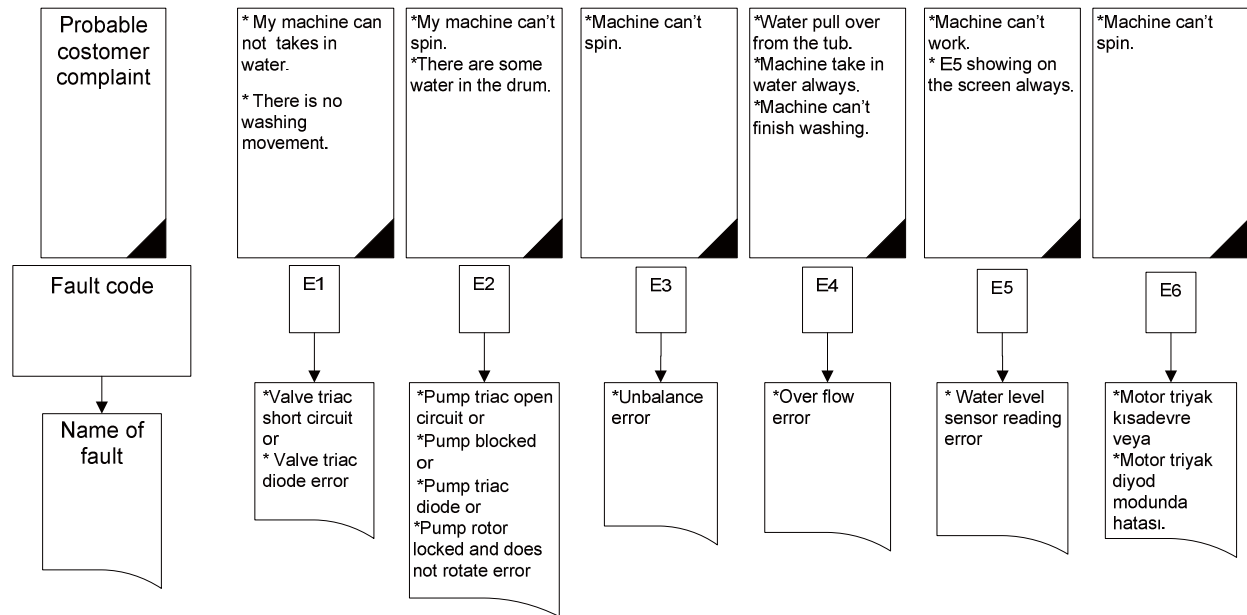 Probable
costomer
complaint
* My machine can
not takes in
water.
* There is no
washing
movement.
*My machine can't
spin.
*There are some
water in the drum.
*Machine can't
spin.
*Water pull over
from the tub.
*Machine take in
water always.
*Machine can't
finish washing.
*Machine can't
work.
* E5 showing on
the screen always.
*Machine can't
spin.
Fault code
E1
E2
E3
E4
E5
E6
Name of
fault
*Valve triac
short circuit
or
* Valve triac
diode error
*Pump triac open
circuit or
*Pump blocked
or
*Pump triac
diode or
*Pump rotor
locked and does
not rotate error
*Unbalance
error
*Over flow
error
* Water level
sensor reading
error
*Motor triyak
kısadevre
veya
*Motor triyak
diyod
modunda
hatası.